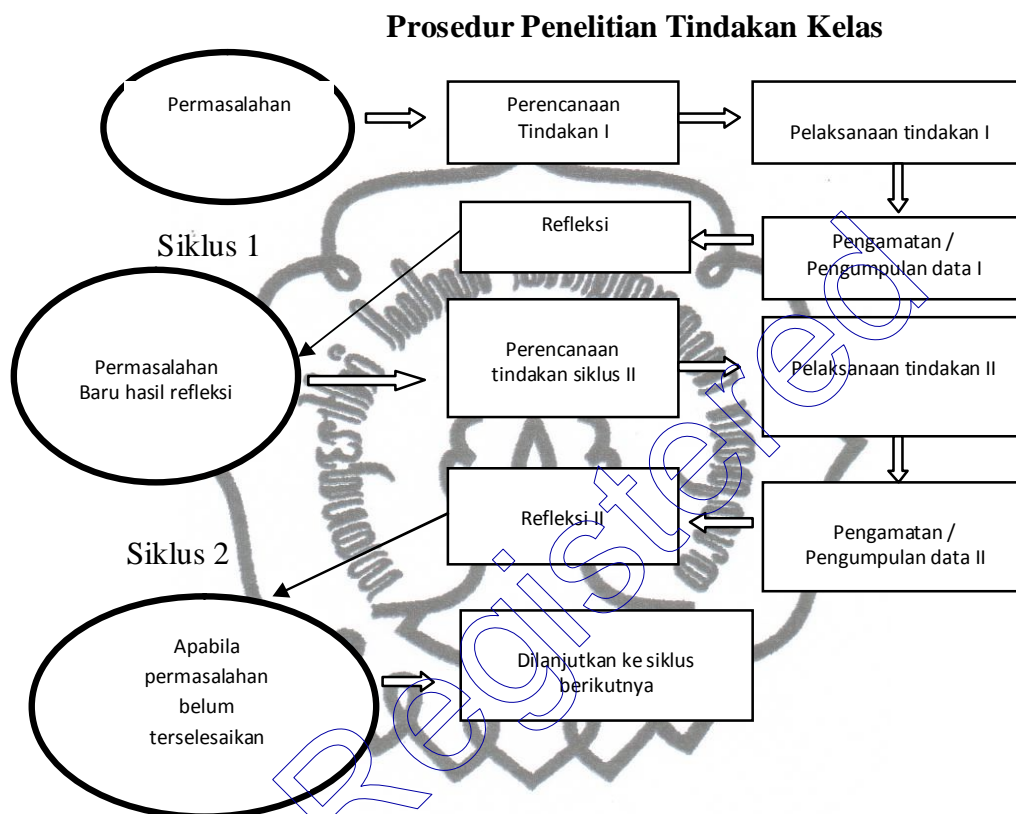 Prosedur Penelitian Tindakan Kelas
Permasalahan
Perencanaan
Tindakan I
Pelaksanaan tindakan I
Siklus 1
Refleksi
Pengamatan /
Pengumpulan data I
Permasalahan
Baru hasil refleksi
Perencanaan
tindakan siklus II
Pelaksanaan tindakan II
Siklus 2
Refleksi II
Pengamatan /
Pengumpulan data II
Apabila
permasalahan
belum
terselesaikan
Dilanjutkan ke siklus
berikutnya
Registered